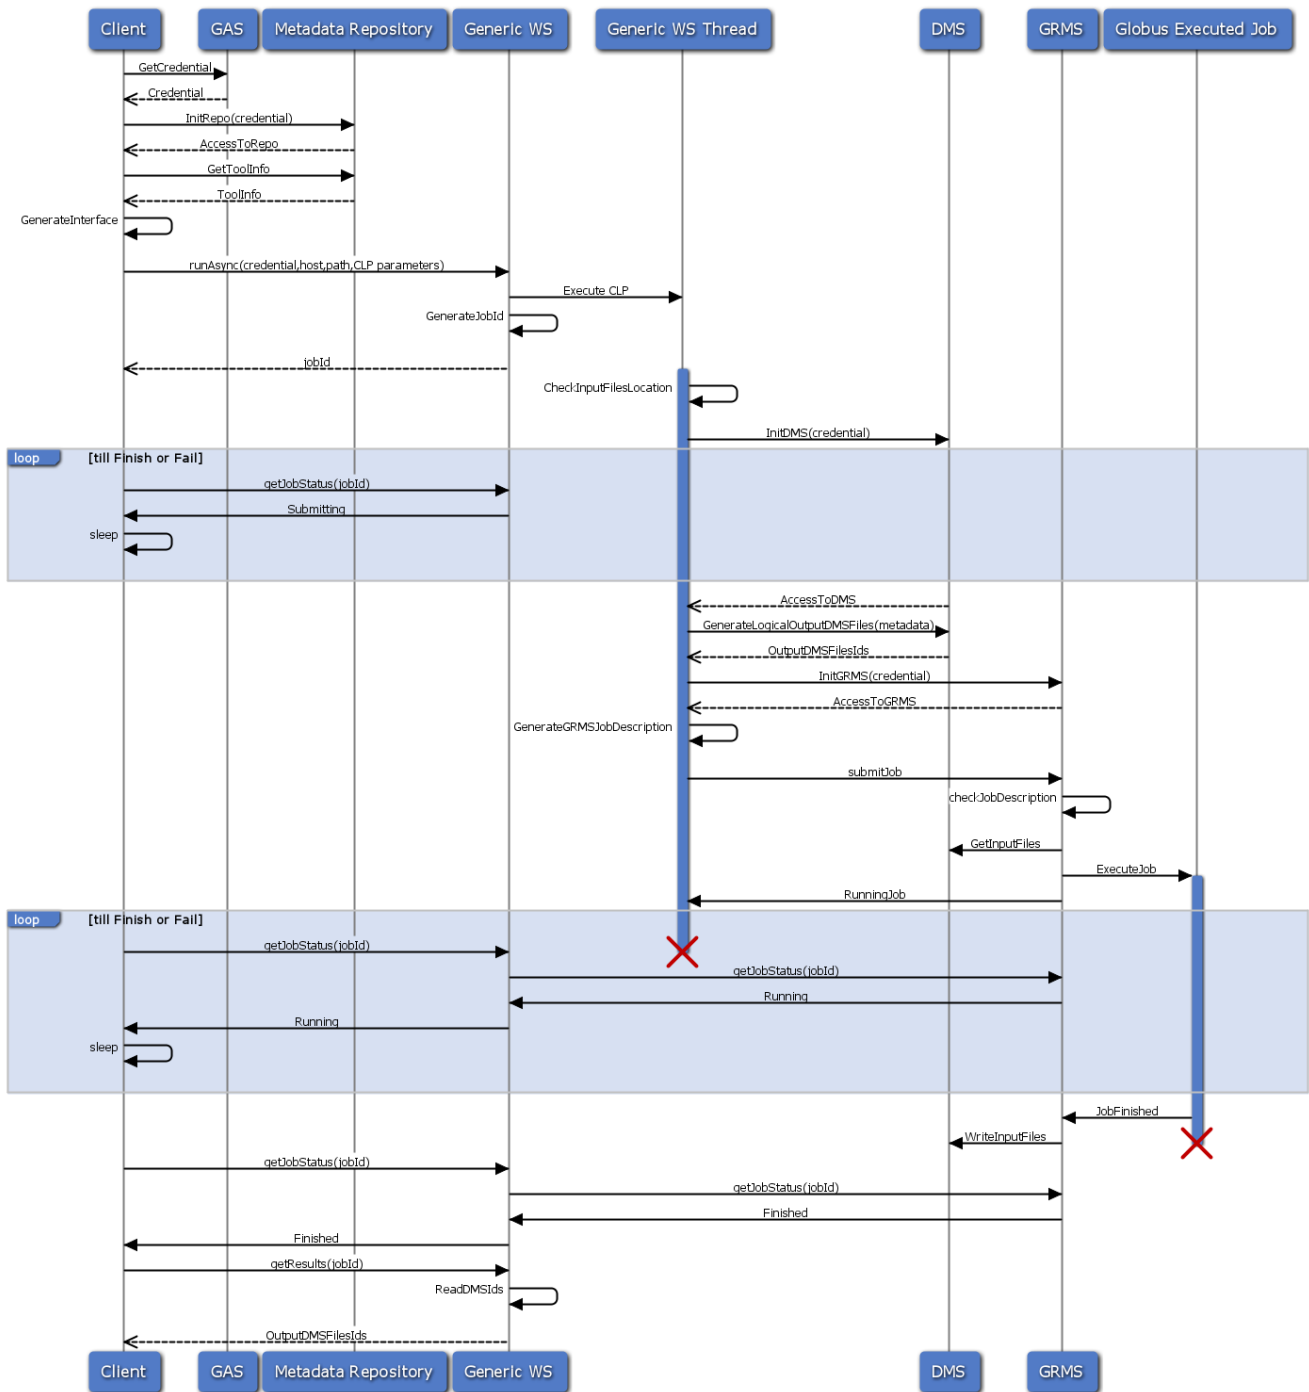 Client GAS Metadata Repository Generic WS Generic WS Thread DMS GRMS Globus Executed Job
GetCredential
Credential
InitRepo(credential)
AccessToRepo
GetToolInfo
ToolInfo
GenerateInterface
runAsync(credential,host,path,CLP parameters)
Execute CLP
GenerateJobId
jobId
CheckInputFilesLocation
InitDMS(credential)
loop [till Finish or Fail]
getJobStatus(jobId)
Submitting
sleep
AccessToDMS
GenerateLogicalOutputDMSFiles(metadata)
OutputDMSFilesIds
InitGRMS(credential)
AccessToGRMS
GenerateGRMSJobDescription
submitJob
checkJobDescription
GetInputFiles
ExecuteJob
RunningJob
loop [till Finish or Fail]
getJobStatus(jobId)
getJobStatus(jobId)
Running
Running
sleep
JobFinished
WriteInputFiles
getJobStatus(jobId)
getJobStatus(jobId)
Finished
Finished
getResults(jobId)
ReadDMSIds
OutputDMSFilesIds
Client GAS Metadata Repository Generic WS DMS GRMS